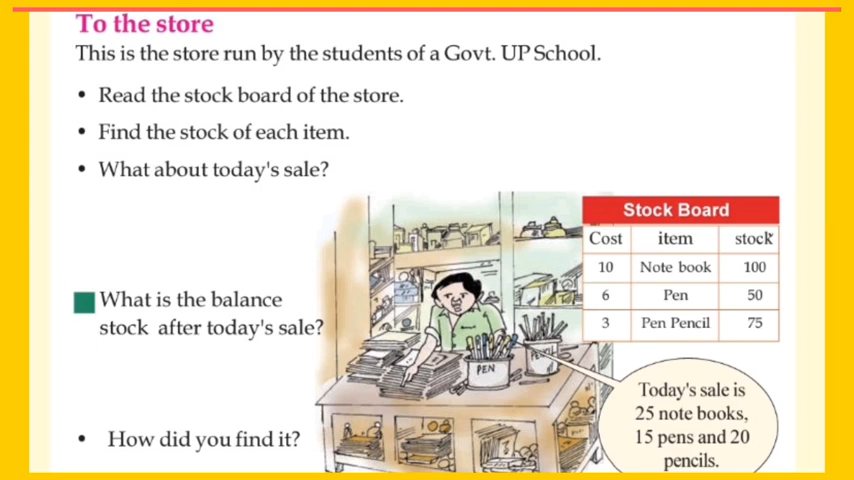 To the store
This is the store run by the students of a Govt. UP School.
• Read the stock board of the store.
• Find the stock of each item.
• What about today's sale?
Stock Board
Cost item stock
10 Note book 100
6 Pen 50
3 Pen Pencil 75
What is the balance
stock after today's sale?
PEN
Today's sale is
25 note books,
15 pens and 20
pencils.
• How did you find it?